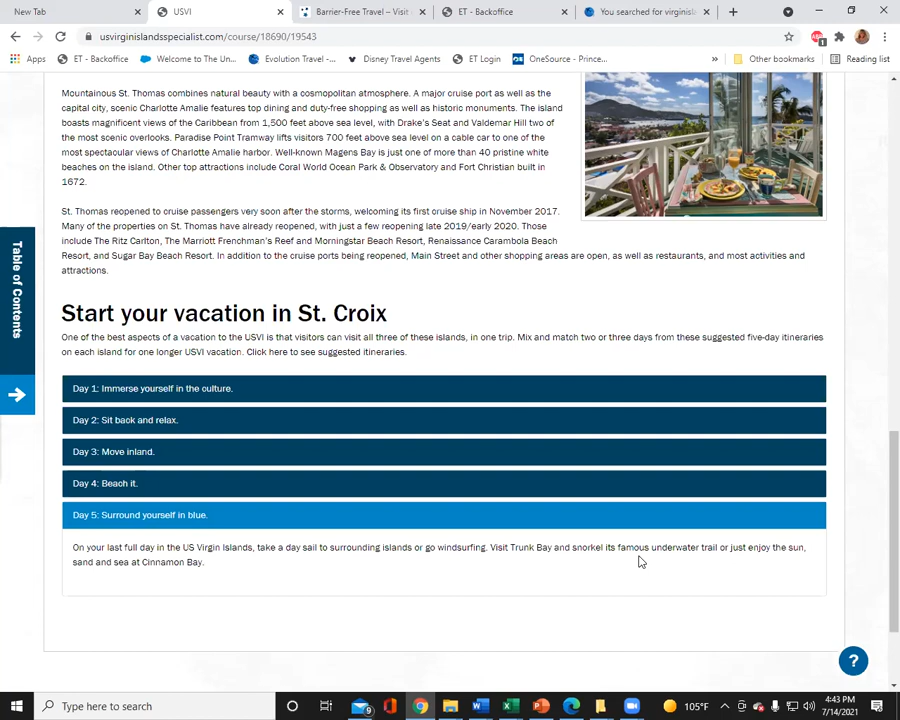 New Tab
USVI
Barrier-Free Travel – Visit
ET - Backoffice
You searched for virginisla
usvirginislandsspecialist.com/course/18690/19543
Apps
ET - Backoffice
Welcome to The Un...
Evolution Travel -...
Disney Travel Agents
ET Login
OneSource - Prince...
»
Other bookmarks
Reading list
Mountainous St. Thomas combines natural beauty with a cosmopolitan atmosphere. A major cruise port as well as the
capital city, scenic Charlotte Amalie features top dining and duty-free shopping as well as historic monuments. The island
boasts magnificent views of the Caribbean from 1,500 feet above sea level, with Drake's Seat and Valdemar Hill two of
the most scenic overlooks. Paradise Point Tramway lifts visitors 700 feet above sea level on a cable car to one of the
most spectacular views of Charlotte Amalie harbor. Well-known Magens Bay is just one of more than 40 pristine white
beaches on the island. Other top attractions include Coral World Ocean Park & Observatory and Fort Christian built in
1672.
St. Thomas reopened to cruise passengers very soon after the storms, welcoming its first cruise ship in November 2017.
Many of the properties on St. Thomas have already reopened, with just a few reopening late 2019/early 2020. Those
include The Ritz Carlton, The Marriott Frenchman's Reef and Morningstar Beach Resort, Renaissance Carambola Beach
Resort, and Sugar Bay Beach Resort. In addition to the cruise ports being reopened, Main Street and other shopping areas are open, as well as restaurants, and most activities and
attractions.
Table of Contents
Start your vacation in St. Croix
One of the best aspects of a vacation to the USVI is that visitors can visit all three of these islands, in one trip. Mix and match two or three days from these suggested five-day itineraries
on each island for one longer USVI vacation. Click here to see suggested itineraries.
Day 1: Immerse yourself in the culture.
Day 2: Sit back and relax.
Day 3: Move inland.
Day 4: Beach it.
Day 5: Surround yourself in blue.
On your last full day in the US Virgin Islands, take a day sail to surrounding islands or go windsurfing. Visit Trunk Bay and snorkel its famous underwater trail or just enjoy the sun,
sand and sea at Cinnamon Bay.
?
Type here to search
9
105°F
4:43 PM
7/14/2021